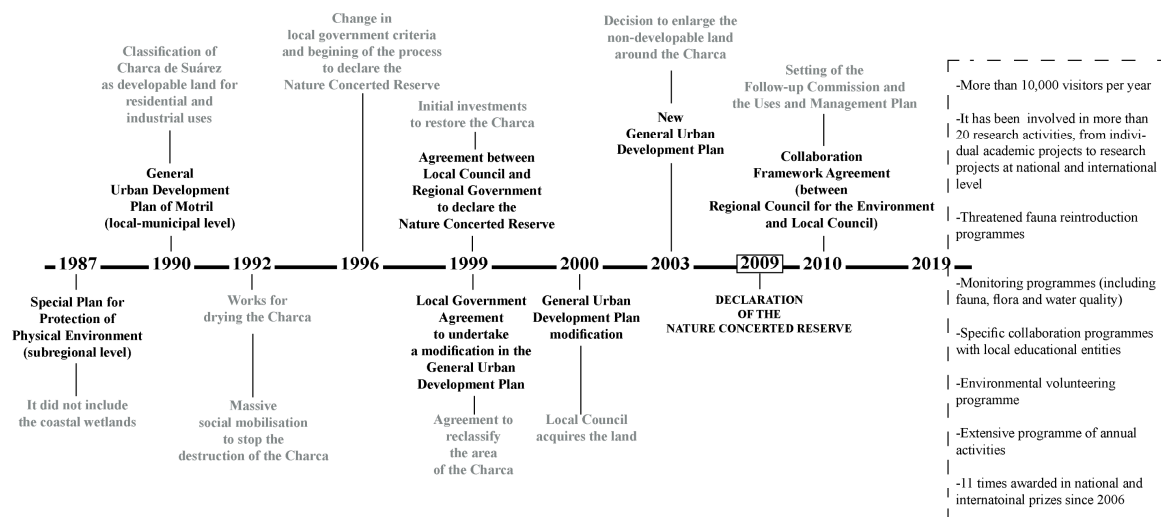 Classification of
Charca de Suárez
as developable land for
residential and
industrial uses
General
Urban Development
Plan of Motril
(local-municipal level)
Change in
local government criteria
and begining of the process
to declare the
Nature Concerted Reserve
Initial investments
to restore the Charca
Agreement between
Local Council and
Regional Government
to declare the
Nature Concerted Reserve
Decision to enlarge the
non-developable land
around the Charca
New
General Urban
Development Plan
Setting of the
Follow-up Commission and
the Uses and Management Plan
Collaboration
Framework Agreement
(between
Regional Council for the Environment
and Local Council)
1987 1990 1992 1996 1999 2000 2003 2009 2010 2019
Special Plan for
Protection of
Physical Environment
(subregional level)
It did not include
the coastal wetlands
Works for
drying the Charca
Massive
social mobilisation
to stop the
destruction of the Charca
Local Government
Agreement
to undertake
a modification in the
General Urban
Development Plan
Agreement to
reclassify
the area
of the Charca
General Urban
Development Plan
modification
Local Council
acquires the land
DECLARATION
OF THE
NATURE CONCERTED RESERVE
-More than 10,000 visitors per year
-It has been involved in more than
20 research activities, from indivi-
dual academic projects to research
projects at national and international
level
-Threatened fauna reintroduction
programmes
-Monitoring programmes (including
fauna, flora and water quality)
-Specific collaboration programmes
with local educational entities
-Environmental volunteering
programme
-Extensive programme of annual
activities
-11 times awarded in national and
internatoinal prizes since 2006